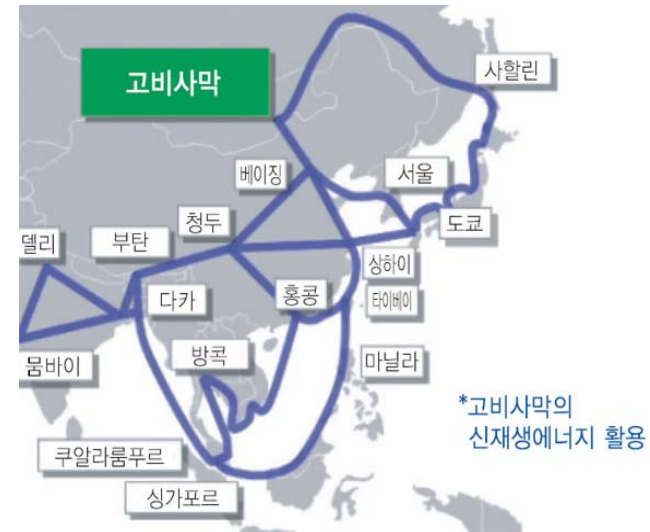 고비사막
사할린
베이징
서울
청두
도쿄
델리
부탄
상하이
다카
홍콩
타이베이
뭄바이
방콕
마닐라
*고비사막의
신재생에너지 활용
쿠알라룸푸르
싱가포르